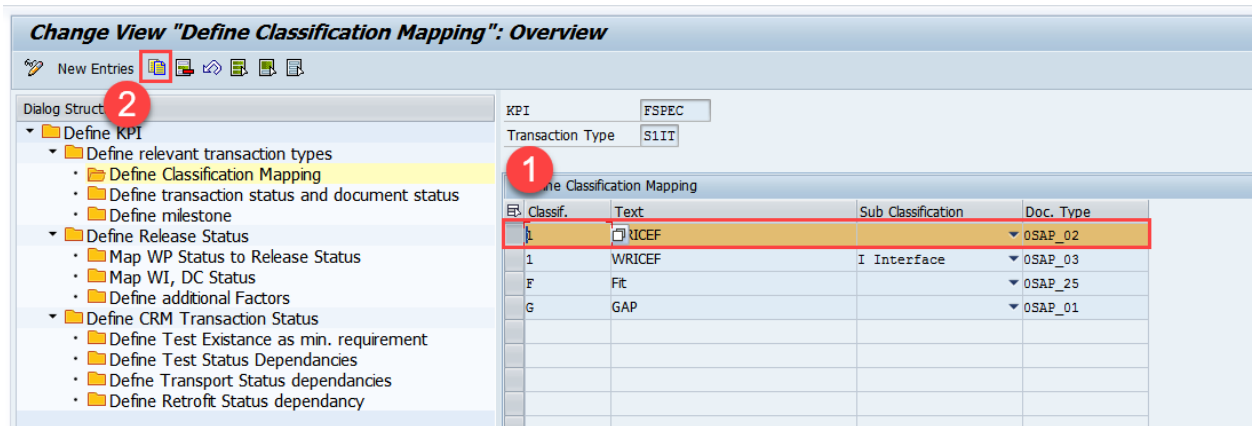 Change View "Define Classification Mapping": Overview
New Entries
2
Dialog Struct
Define KPI
Define relevant transaction types
Define Classification Mapping
Define transaction status and document status
Define milestone
Define Release Status
Map WP Status to Release Status
Map WI, DC Status
Define additional Factors
Define CRM Transaction Status
Define Test Existance as min. requirement
Define Test Status Dependancies
Defne Transport Status dependancies
Define Retrofit Status dependancy
KPI FSPEC
Transaction Type S1IT
1
ne Classification Mapping
Classif. Text Sub Classification Doc. Type
1 RICEF 0SAP_02
1 WRICEF I Interface 0SAP_03
F Fit 0SAP_25
G GAP 0SAP_01